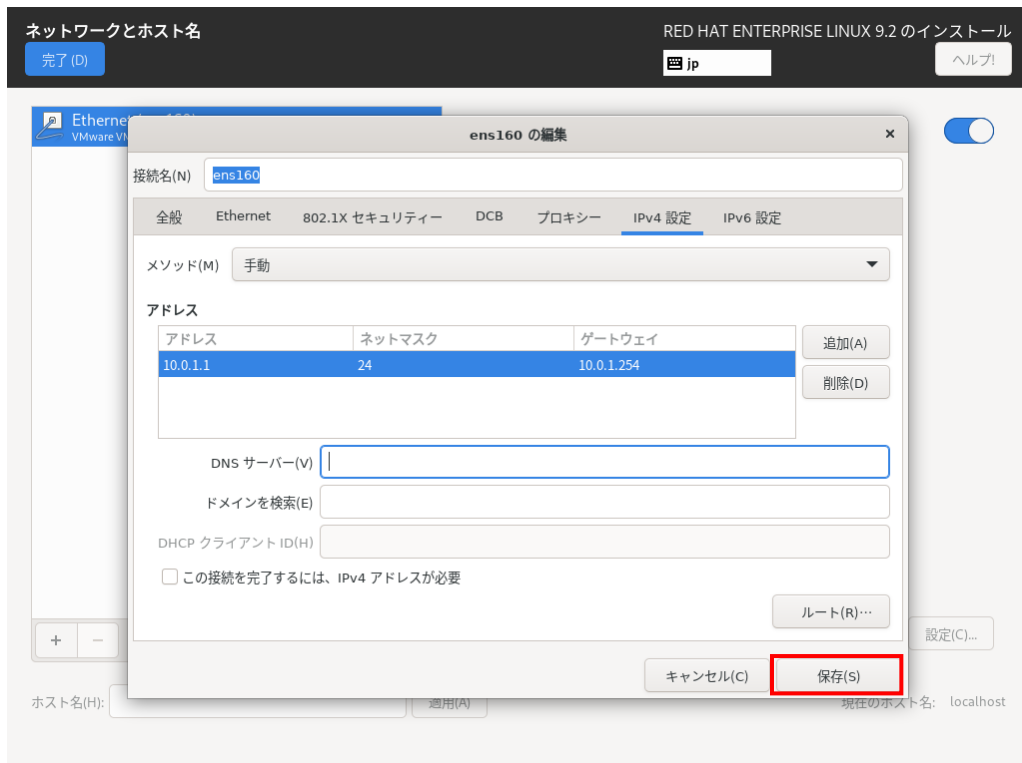 ネットワークとホスト名
RED HAT ENTERPRISE LINUX 9.2 のインストール
完了 (D)
jp
ヘルプ!
Ethernet
VMware VM
ens160 の編集
接続名(N)
ens160
全般 Ethernet 802.1X セキュリティー DCB プロキシー IPv4 設定 IPv6 設定
メソッド(M)
手動
アドレス
アドレス ネットマスク ゲートウェイ
10.0.1.1 24 10.0.1.254
追加(A)
削除(D)
DNS サーバー(V)
ドメインを検索(E)
DHCP クライアント ID(H)
この接続を完了するには、IPv4 アドレスが必要
ルート(R)…
+ −
設定(C)...
キャンセル(C) 保存(S)
ホスト名(H):
適用(A)
現在のホスト名: localhost